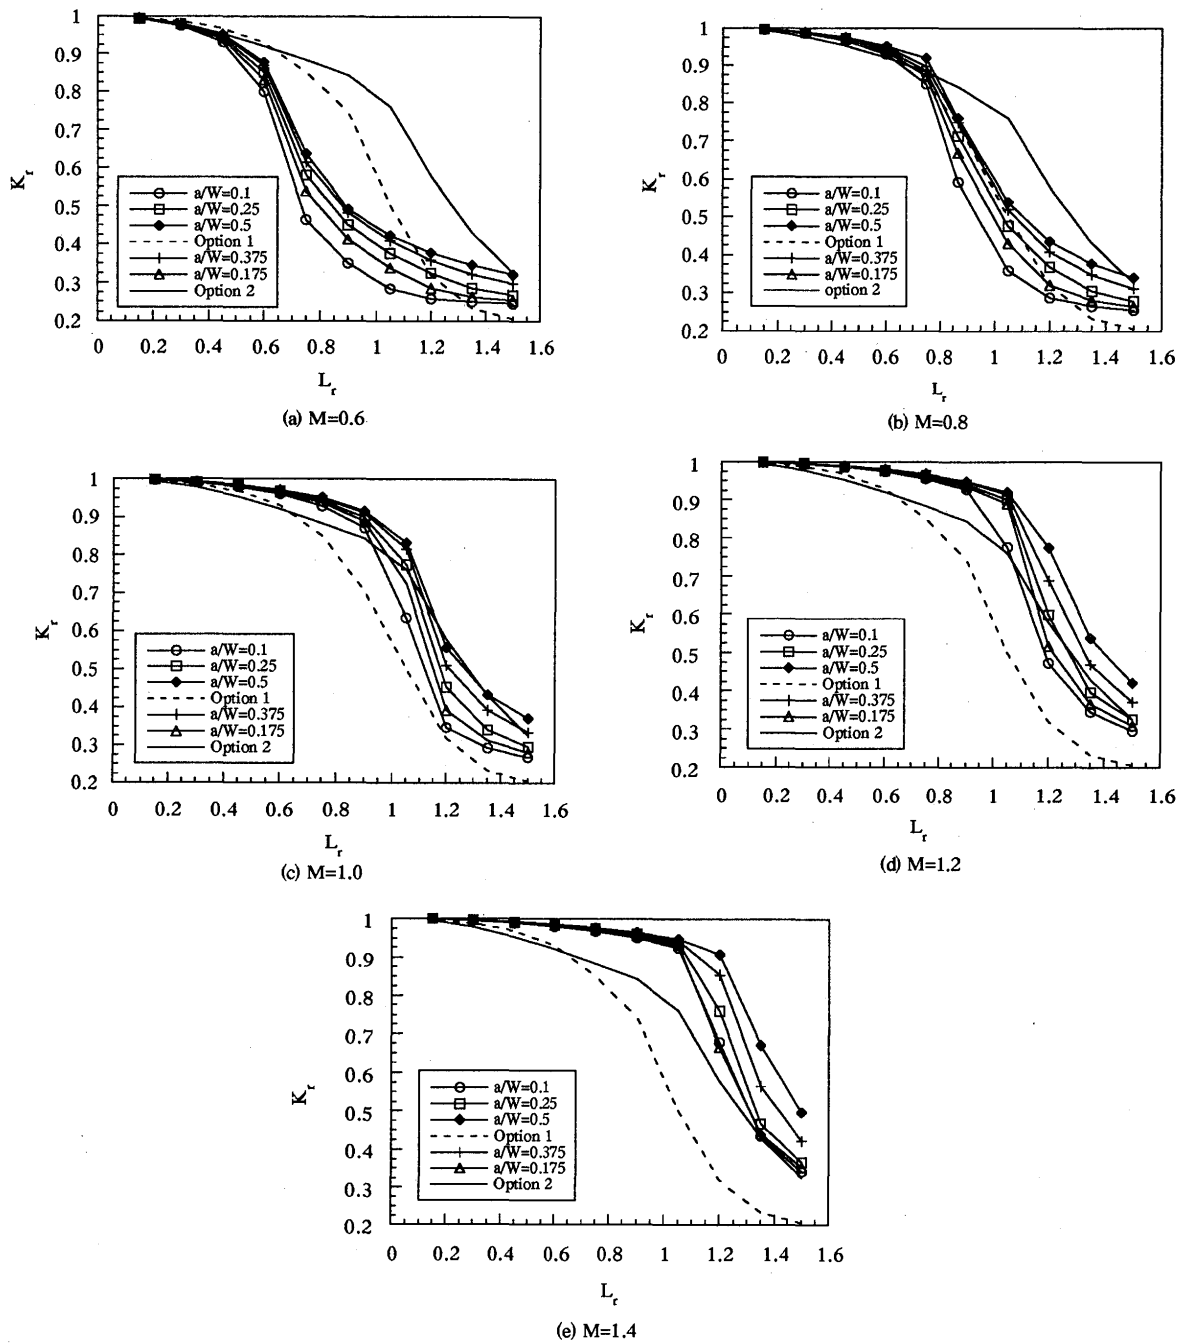 1
0.9
0.8
0.7
0.6
0.5
0.4
0.3
0.2
K_r
a/W=0.1
a/W=0.25
a/W=0.5
Option 1
a/W=0.375
a/W=0.175
Option 2
0 0.2 0.4 0.6 0.8 1 1.2 1.4 1.6
L_r
(a) M=0.6
1
0.9
0.8
0.7
0.6
0.5
0.4
0.3
0.2
K_r
a/W=0.1
a/W=0.25
a/W=0.5
Option 1
a/W=0.375
a/W=0.175
option 2
0 0.2 0.4 0.6 0.8 1 1.2 1.4 1.6
L_r
(b) M=0.8
1
0.9
0.8
0.7
0.6
0.5
0.4
0.3
0.2
K_r
a/W=0.1
a/W=0.25
a/W=0.5
Option 1
a/W=0.375
a/W=0.175
Option 2
0 0.2 0.4 0.6 0.8 1 1.2 1.4 1.6
L_r
(c) M=1.0
1
0.9
0.8
0.7
0.6
0.5
0.4
0.3
0.2
K_r
a/W=0.1
a/W=0.25
a/W=0.5
Option 1
a/W=0.375
a/W=0.175
Option 2
0 0.2 0.4 0.6 0.8 1 1.2 1.4 1.6
L_r
(d) M=1.2
1
0.9
0.8
0.7
0.6
0.5
0.4
0.3
0.2
K_r
a/W=0.1
a/W=0.25
a/W=0.5
Option 1
a/W=0.375
a/W=0.175
Option 2
0 0.2 0.4 0.6 0.8 1 1.2 1.4 1.6
L_r
(e) M=1.4